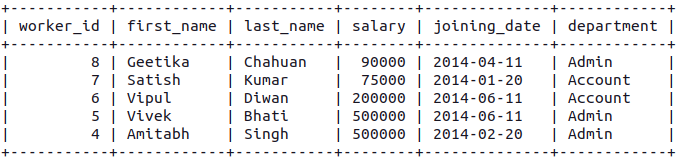 +-----------+------------+-----------+--------+--------------+------------+
| worker_id | first_name | last_name | salary | joining_date | department |
+-----------+------------+-----------+--------+--------------+------------+
|         8 | Geetika    | Chahuan   |  90000 | 2014-04-11   | Admin      |
|         7 | Satish     | Kumar     |  75000 | 2014-01-20   | Account    |
|         6 | Vipul      | Diwan     | 200000 | 2014-06-11   | Account    |
|         5 | Vivek      | Bhati     | 500000 | 2014-06-11   | Admin      |
|         4 | Amitabh    | Singh     | 500000 | 2014-02-20   | Admin      |
+-----------+------------+-----------+--------+--------------+------------+